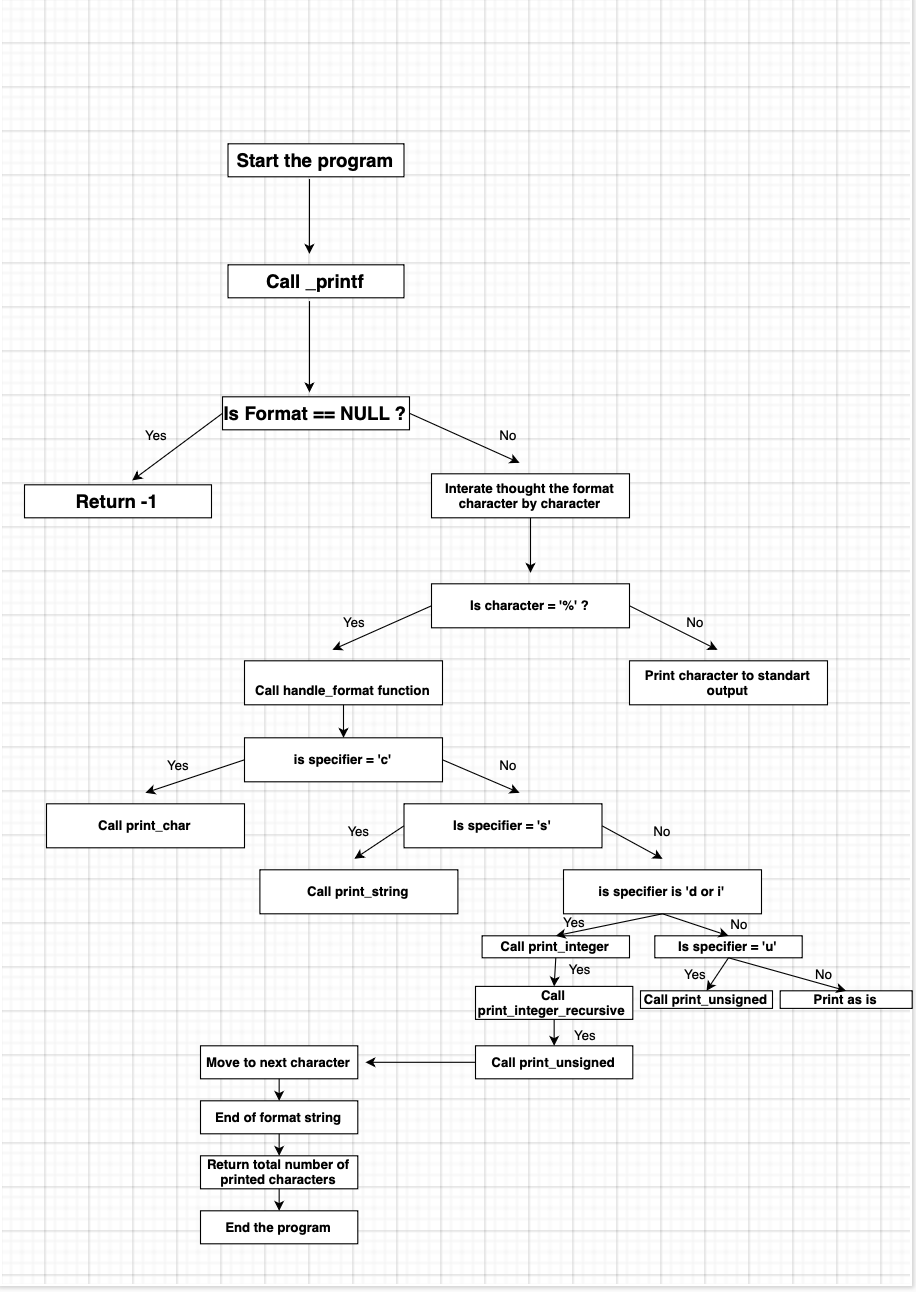 Start the program
Call _printf
Is Format == NULL ?
Yes
No
Return -1
Interate thought the format
character by character
Is character = '%' ?
Yes
No
Call handle_format function
Print character to standart
output
is specifier = 'c'
Yes
No
Call print_char
Is specifier = 's'
Yes
No
Call print_string
is specifier is 'd or i'
Yes
No
Call print_integer
Is specifier = 'u'
Yes
Yes
No
Call
print_integer_recursive
Call print_unsigned
Print as is
Yes
Move to next character
Call print_unsigned
End of format string
Return total number of
printed characters
End the program